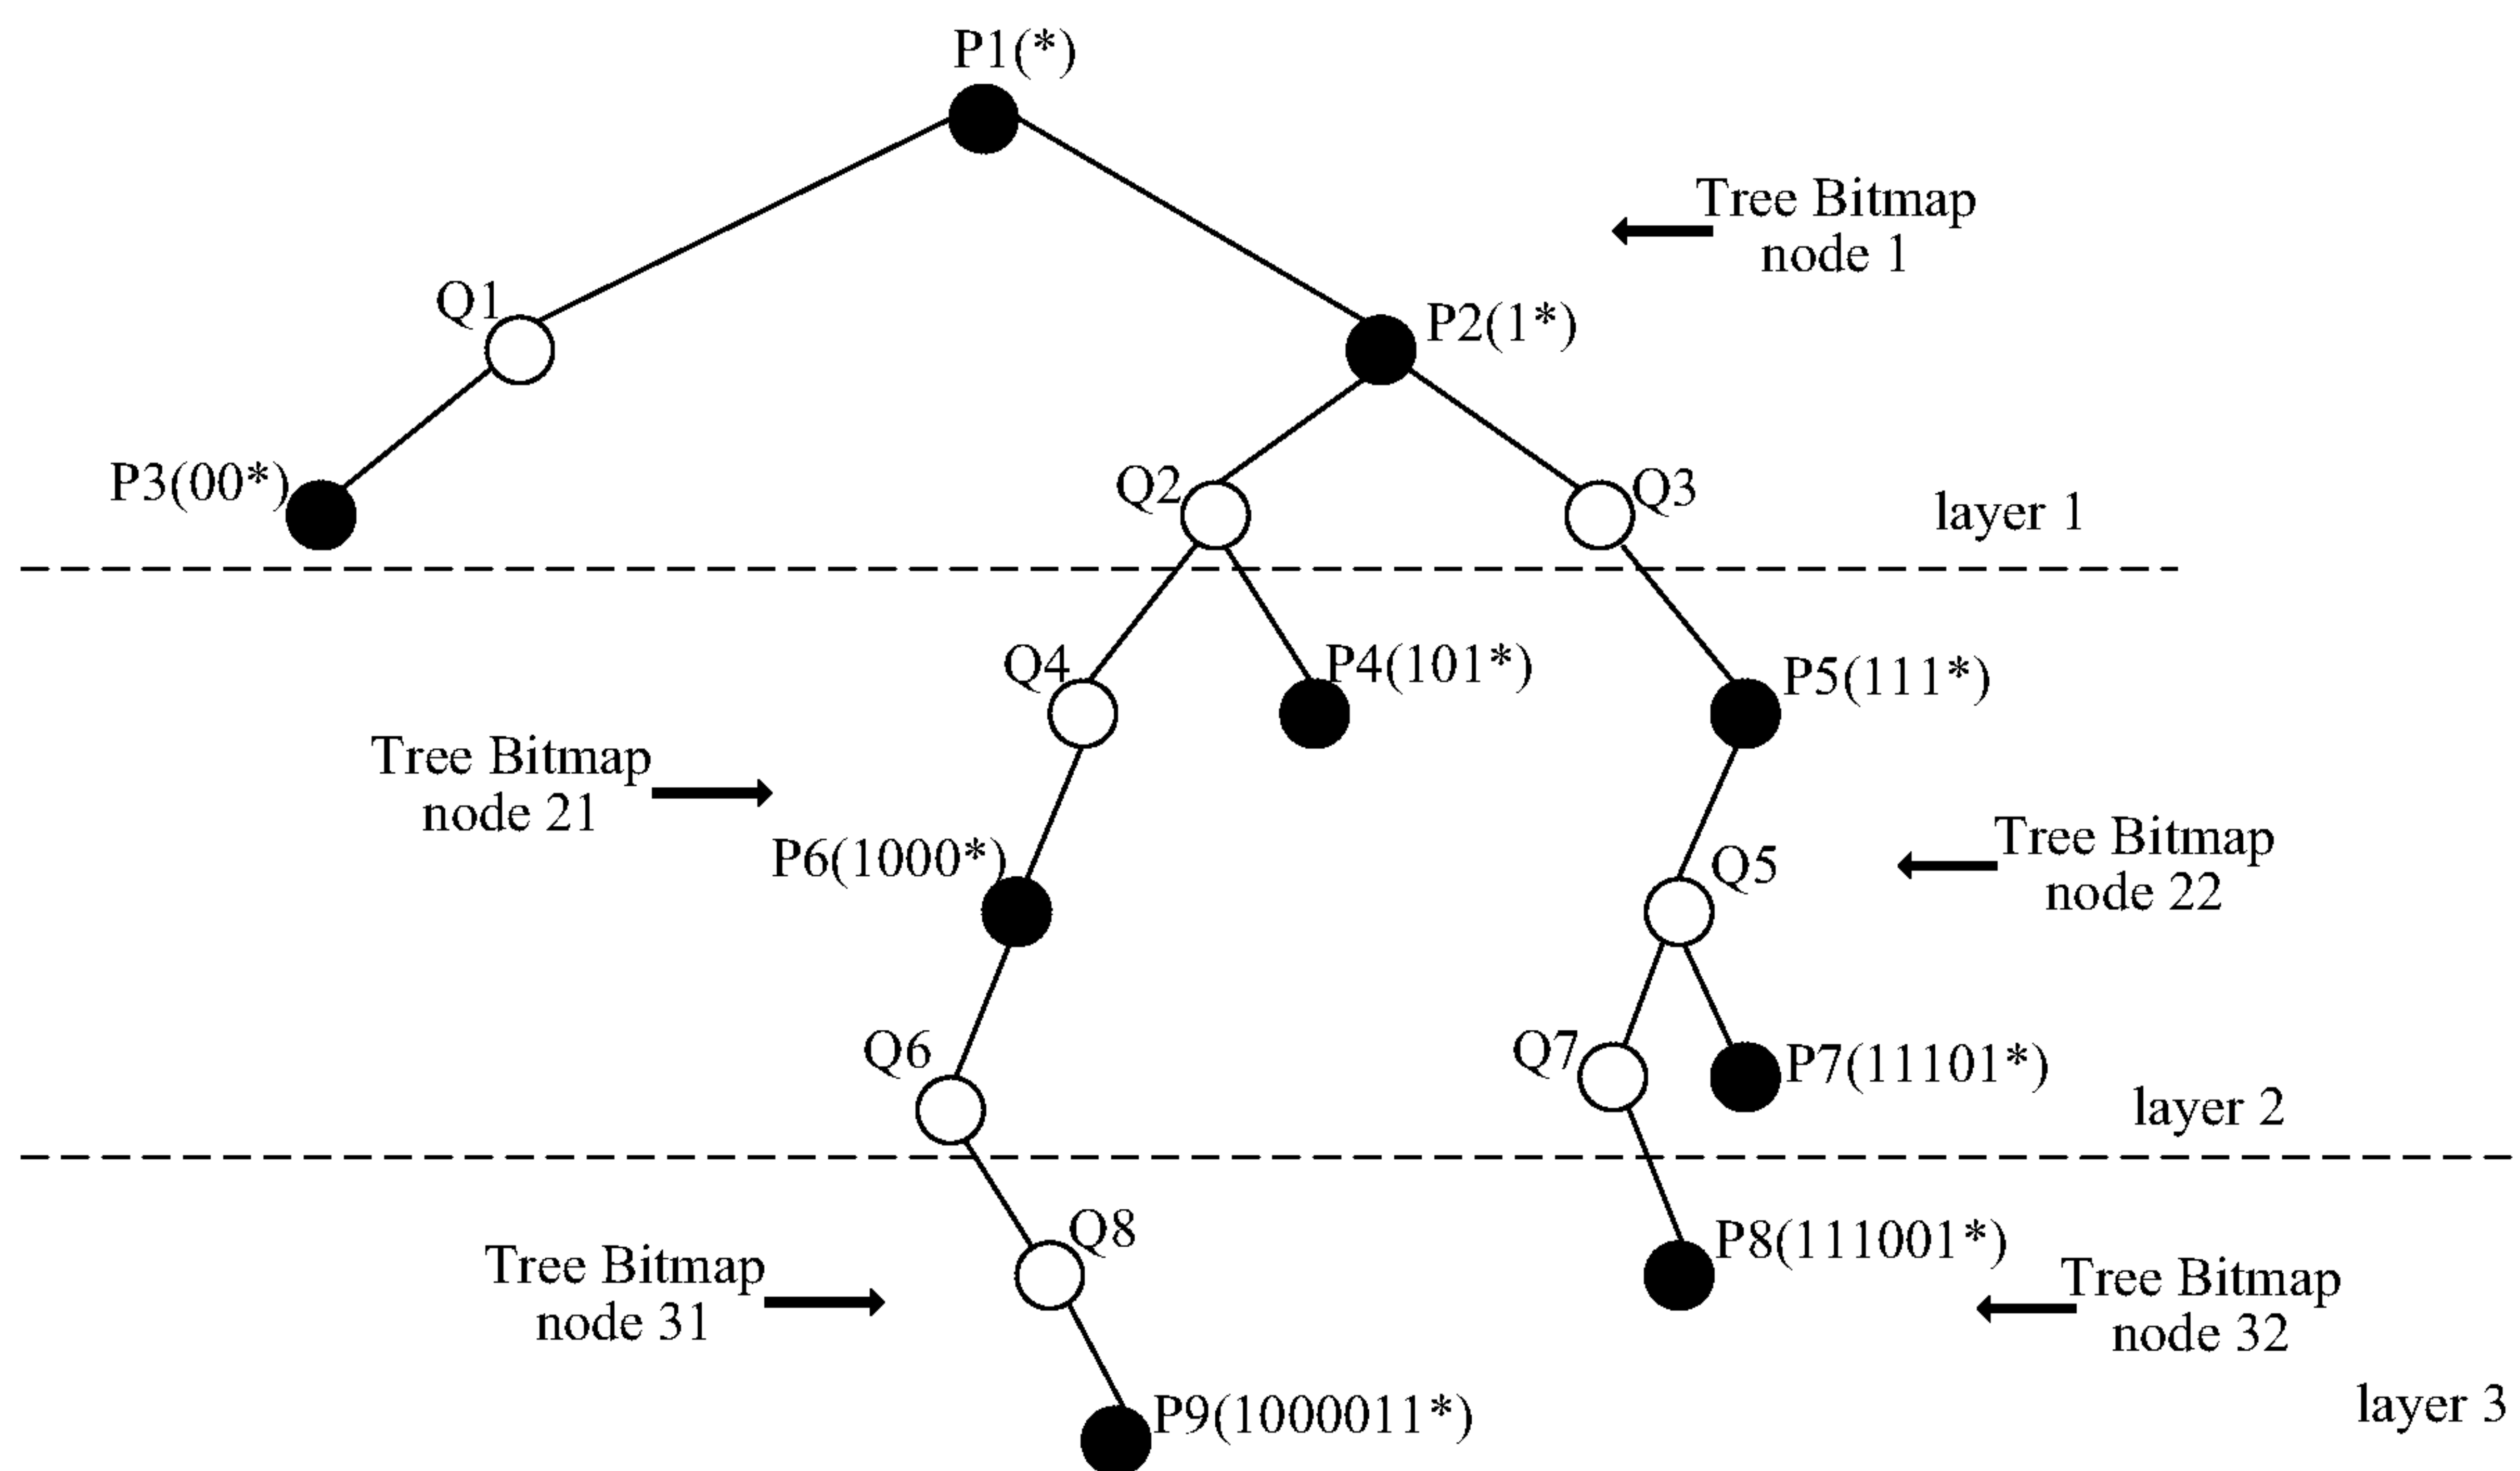 P1(*)
Tree Bitmap
node 1
Q1
P2(1*)
P3(00*)
Q2
Q3
layer 1
Q4
P4(101*)
P5(111*)
Tree Bitmap
node 21
P6(1000*)
Q5
Tree Bitmap
node 22
Q6
Q7
P7(11101*)
layer 2
Q8
P8(111001*)
Tree Bitmap
node 31
Tree Bitmap
node 32
P9(1000011*)
layer 3